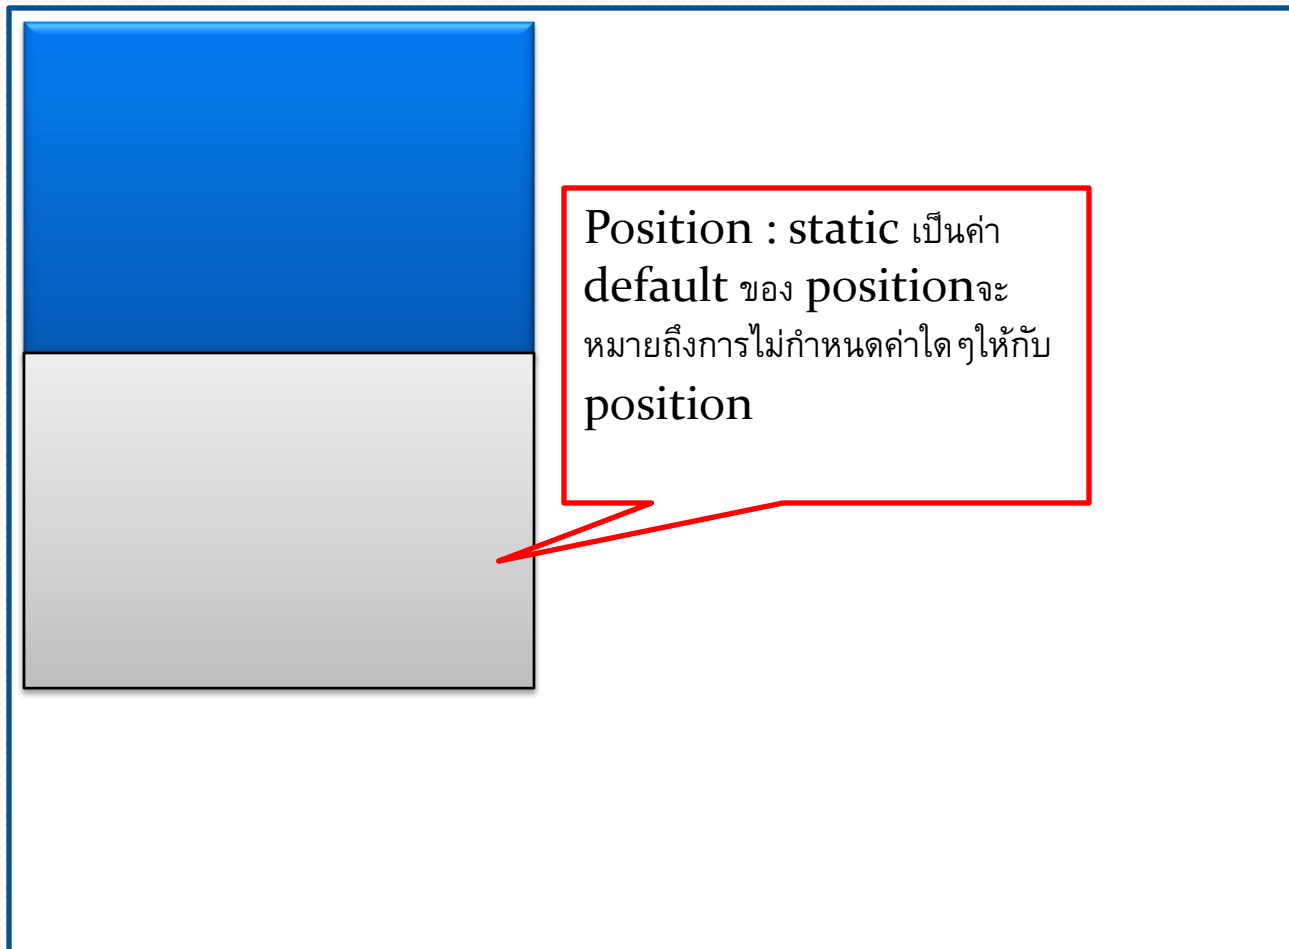 Position : static เป็นค่า
default ของ positionจะ
หมายถึงการไม่กำหนดค่าใด ๆให้กับ
position